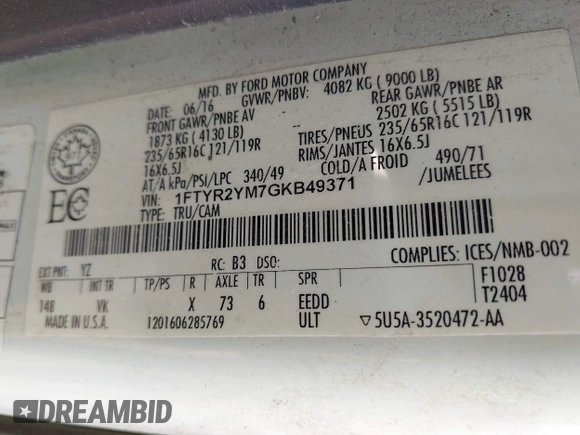 MFD. BY FORD MOTOR COMPANY
DATE: 06/16 GVWR/PNBV: 4082 KG ( 9000 LB)
FRONT GAWR/PNBE AV REAR GAWR/PNBE AR
1873 KG ( 4130 LB) 2502 KG ( 5515 LB)
235/65R16C 121/119R TIRES/PNEUS 235/65R16C 121/119R
16X6.5J RIMS/JANTES 16X6.5J
AT/A kPa/PSI/LPC 340/49 COLD/A FROID 490/71
VIN: 1FTYR2YM7GKB49371 /JUMELEES
TYPE: TRU/CAM
EC
COMPLIES: ICES/NMB-002
EXT PNT: YZ RC: B3 DSO:
WB INT TR TP/PS R AXLE TR SPR F1028
148 VK X 73 6 EEDD T2404
MADE IN U.S.A. 1201606285769 ULT ▽5U5A-3520472-AA
DREAMBID